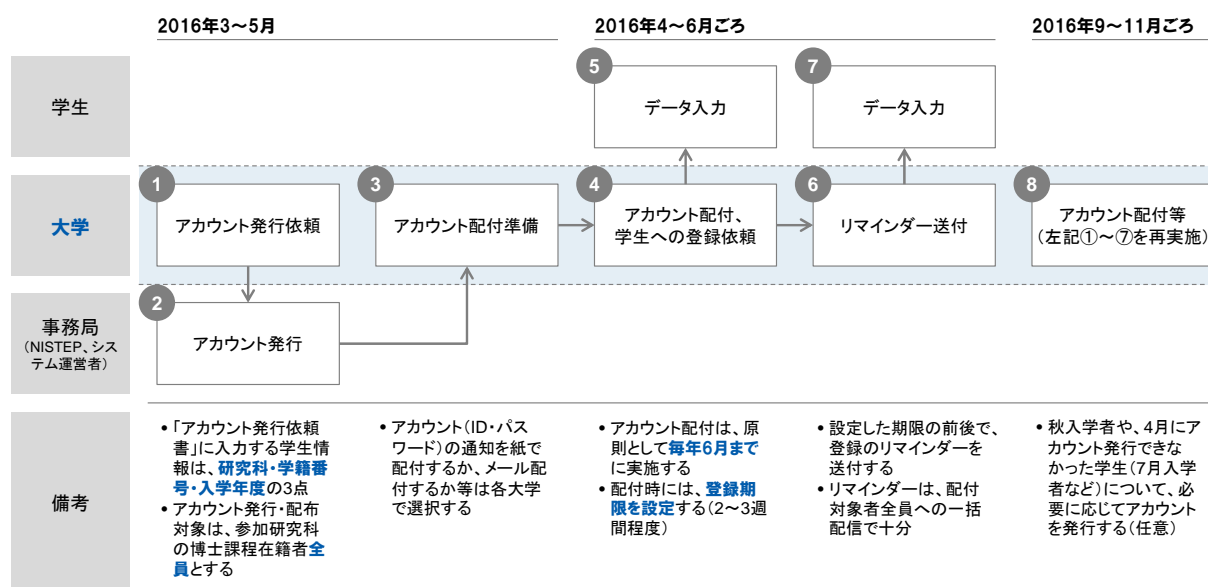 2016年3~5月
2016年4~6月ごろ
2016年9~11月ごろ
学生
5
データ入力
7
データ入力
大学
1
アカウント発行依頼
3
アカウント配付準備
4
アカウント配付、
学生への登録依頼
6
リマインダー送付
8
アカウント配付等
(左記①~⑦を再実施)
事務局
(NISTEP、シス
テム運営者)
2
アカウント発行
備考
• 「アカウント発行依頼
書」に入力する学生情
報は、研究科・学籍番
号・入学年度の3点
• アカウント発行・配布
対象は、参加研究科
の博士課程在籍者全
員とする
• アカウント(ID・パス
ワード)の通知を紙で
配付するか、メール配
付するか等は各大学
で選択する
• アカウント配付は、原
則として毎年6月まで
に実施する
• 配付時には、登録期
限を設定する(2~3週
間程度)
• 設定した期限の前後で、
登録のリマインダーを
送付する
• リマインダーは、配付
対象者全員への一括
配信で十分
• 秋入学者や、4月にア
カウント発行できな
かった学生(7月入学
者など)について、必
要に応じてアカウント
を発行する(任意)